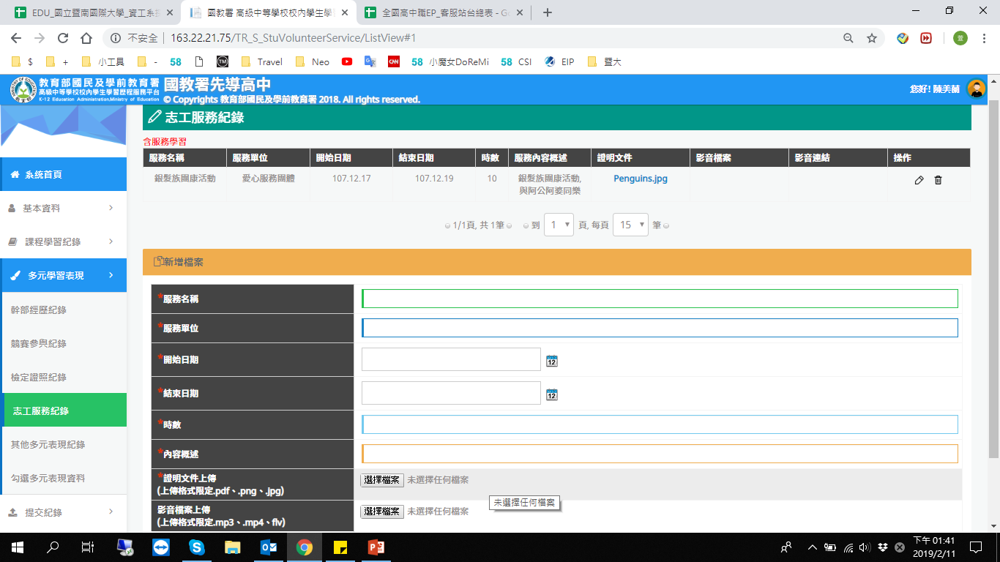 EDU_國立暨南國際大學_資工系
國教署 高級中等學校校內學生學
全國高中職EP_客服站台總表 - Go
不安全 163.22.21.75/TR_S_StuVolunteerService/ListView#1
萱
$ + 小工具 - 58 TM Travel Neo CNN 58 小魔女DoReMi 58 CSI EIP 暨大
教育部國民及學前教育署
高級中等學校校內學生學習歷程服務平台
K-12 Education Administration,Ministry of Education
國教署先導高中
© Copyrights 教育部國民及學前教育署 2018. All rights reserved.
您好! 陳美
志工服務紀錄
含服務學習
服務名稱 服務單位 開始日期 結束日期 時數 服務內容概述 證明文件 影音檔案 影音連結 操作
銀髮族團康活動 愛心服務團體 107.12.17 107.12.19 10 銀髮族團康活動, Penguins.jpg
與阿公阿婆同樂
1/1頁, 共 1筆 到 1 頁, 每頁 15 筆
系統首頁
基本資料
課程學習紀錄
多元學習表現
幹部經歷紀錄
競賽參與紀錄
檢定證照紀錄
志工服務紀錄
其他多元表現紀錄
勾選多元表現資料
提交紀錄
新增檔案
*服務名稱
*服務單位
*開始日期
12
*結束日期
12
*時數
*內容概述
*證明文件上傳
(上傳格式限定.pdf、.png、.jpg)
選擇檔案 未選擇任何檔案
未選擇任何檔案
影音檔案上傳
(上傳格式限定.mp3、.mp4、flv)
選擇檔案 未選擇任何檔案
下午 01:41
2019/2/11